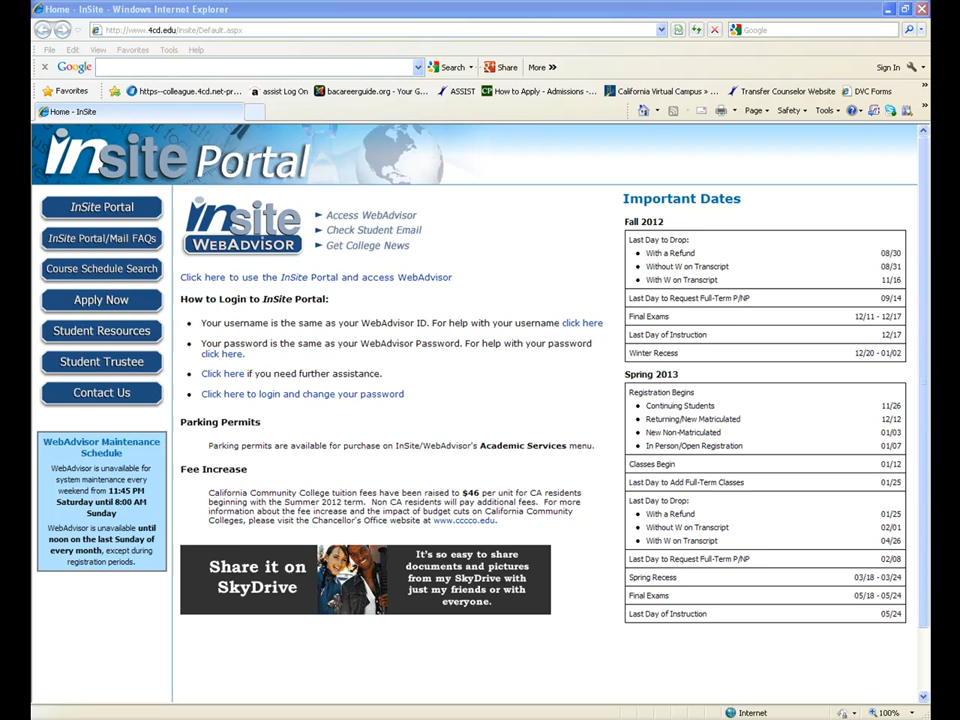 Home - InSite - Windows Internet Explorer
http://www.4cd.edu/insite/Default.aspx
Google
File Edit View Favorites Tools Help
x Google Search Share More » Sign In
Favorites https--colleague.4cd.net-pr... assist Log On bacareerguide.org - Your G... ASSIST How to Apply - Admissions -... California Virtual Campus » ... Transfer Counselor Website DVC Forms
Home - InSite
Page Safety Tools
insite Portal
InSite Portal
InSite Portal/Mail FAQs
Course Schedule Search
Apply Now
Student Resources
Student Trustee
Contact Us
WebAdvisor Maintenance
Schedule
WebAdvisor is unavailable for
system maintenance every
weekend from 11:45 PM
Saturday until 8:00 AM
Sunday
WebAdvisor is unavailable until
noon on the last Sunday of
every month, except during
registration periods.
insite
WEBADVISOR
► Access WebAdvisor
► Check Student Email
► Get College News
Click here to use the InSite Portal and access WebAdvisor
How to Login to InSite Portal:
• Your username is the same as your WebAdvisor ID. For help with your username click here
• Your password is the same as your WebAdvisor Password. For help with your password
click here.
• Click here if you need further assistance.
• Click here to login and change your password
Parking Permits
Parking permits are available for purchase on InSite/WebAdvisor's Academic Services menu.
Fee Increase
California Community College tuition fees have been raised to $46 per unit for CA residents
beginning with the Summer 2012 term. Non CA residents will pay additional fees. For more
information about the fee increase and the impact of budget cuts on California Community
Colleges, please visit the Chancellor's Office website at www.cccco.edu.
Share it on
SkyDrive
It's so easy to share
documents and pictures
from my SkyDrive with
just my friends or with
everyone.
Important Dates
Fall 2012
Last Day to Drop:
• With a Refund 08/30
• Without W on Transcript 08/31
• With W on Transcript 11/16
Last Day to Request Full-Term P/NP 09/14
Final Exams 12/11 - 12/17
Last Day of Instruction 12/17
Winter Recess 12/20 - 01/02
Spring 2013
Registration Begins
• Continuing Students 11/26
• Returning/New Matriculated 12/12
• New Non-Matriculated 01/03
• In Person/Open Registration 01/07
Classes Begin 01/12
Last Day to Add Full-Term Classes 01/25
Last Day to Drop:
• With a Refund 01/25
• Without W on Transcript 02/01
• With W on Transcript 04/26
Last Day to Request Full-Term P/NP 02/08
Spring Recess 03/18 - 03/24
Final Exams 05/18 - 05/24
Last Day of Instruction 05/24
Internet 100%